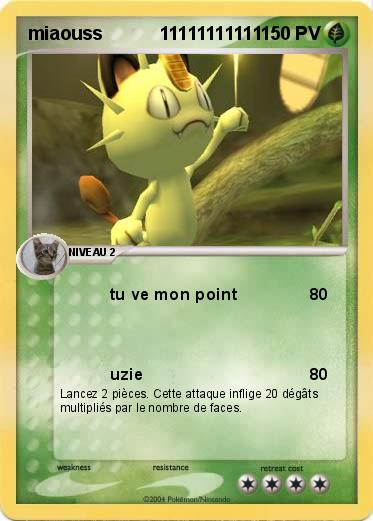 miaouss 11111111111150 PV
NIVEAU 2
tu ve mon point 80
uzie 80
Lancez 2 pièces. Cette attaque inflige 20 dégâts
multipliés par le nombre de faces.
weakness resistance retreat cost
©2004 Pokémon/Nintendo